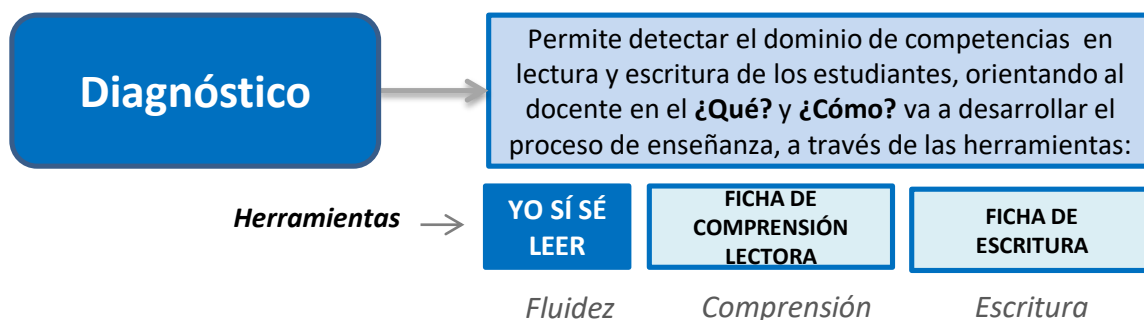 Diagnóstico
Permite detectar el dominio de competencias en
lectura y escritura de los estudiantes, orientando al
docente en el ¿Qué? y ¿Cómo? va a desarrollar el
proceso de enseñanza, a través de las herramientas:
Herramientas
YO SÍ SÉ
LEER
FICHA DE
COMPRENSIÓN
LECTORA
FICHA DE
ESCRITURA
Fluidez
Comprensión
Escritura